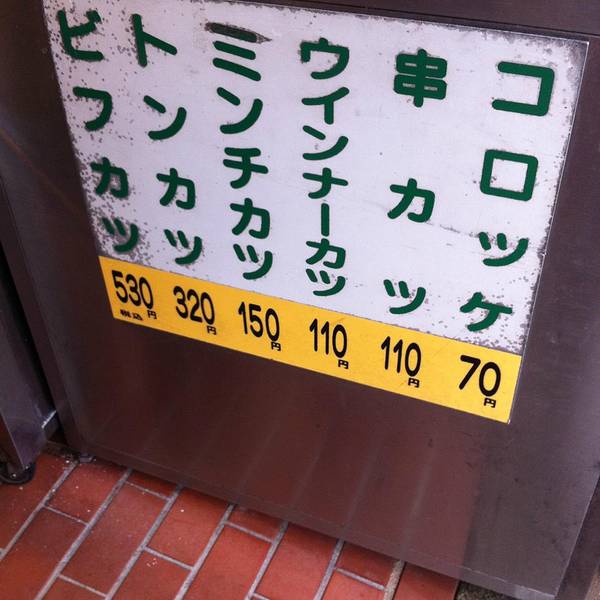 コロッケ
70円
串カツ
110円
ウインナーカツ
110円
ミンチカツ
150円
トンカツ
320円
ビフカツ
530円
税込